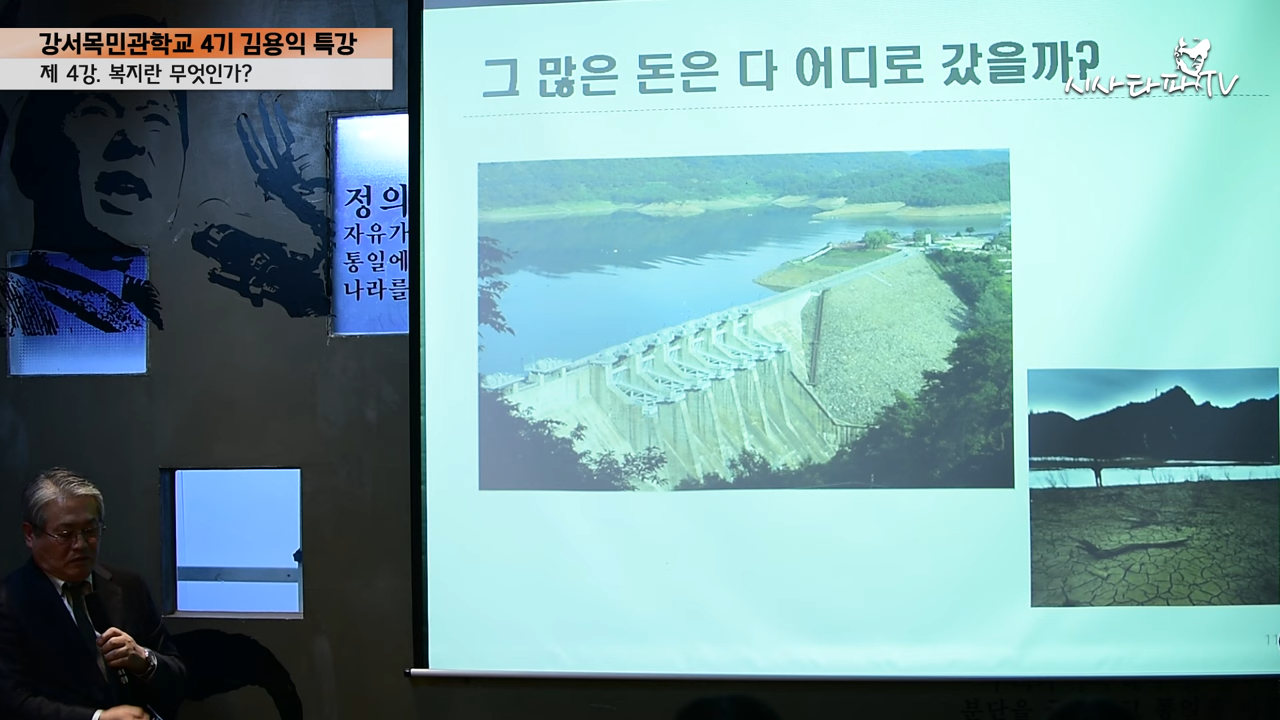 강서목민관학교 4기 김용익 특강
제 4강. 복지란 무엇인가?
그 많은 돈은 다 어디로 갔을까?
시사타파TV
정의
자유가
통일에
나라를